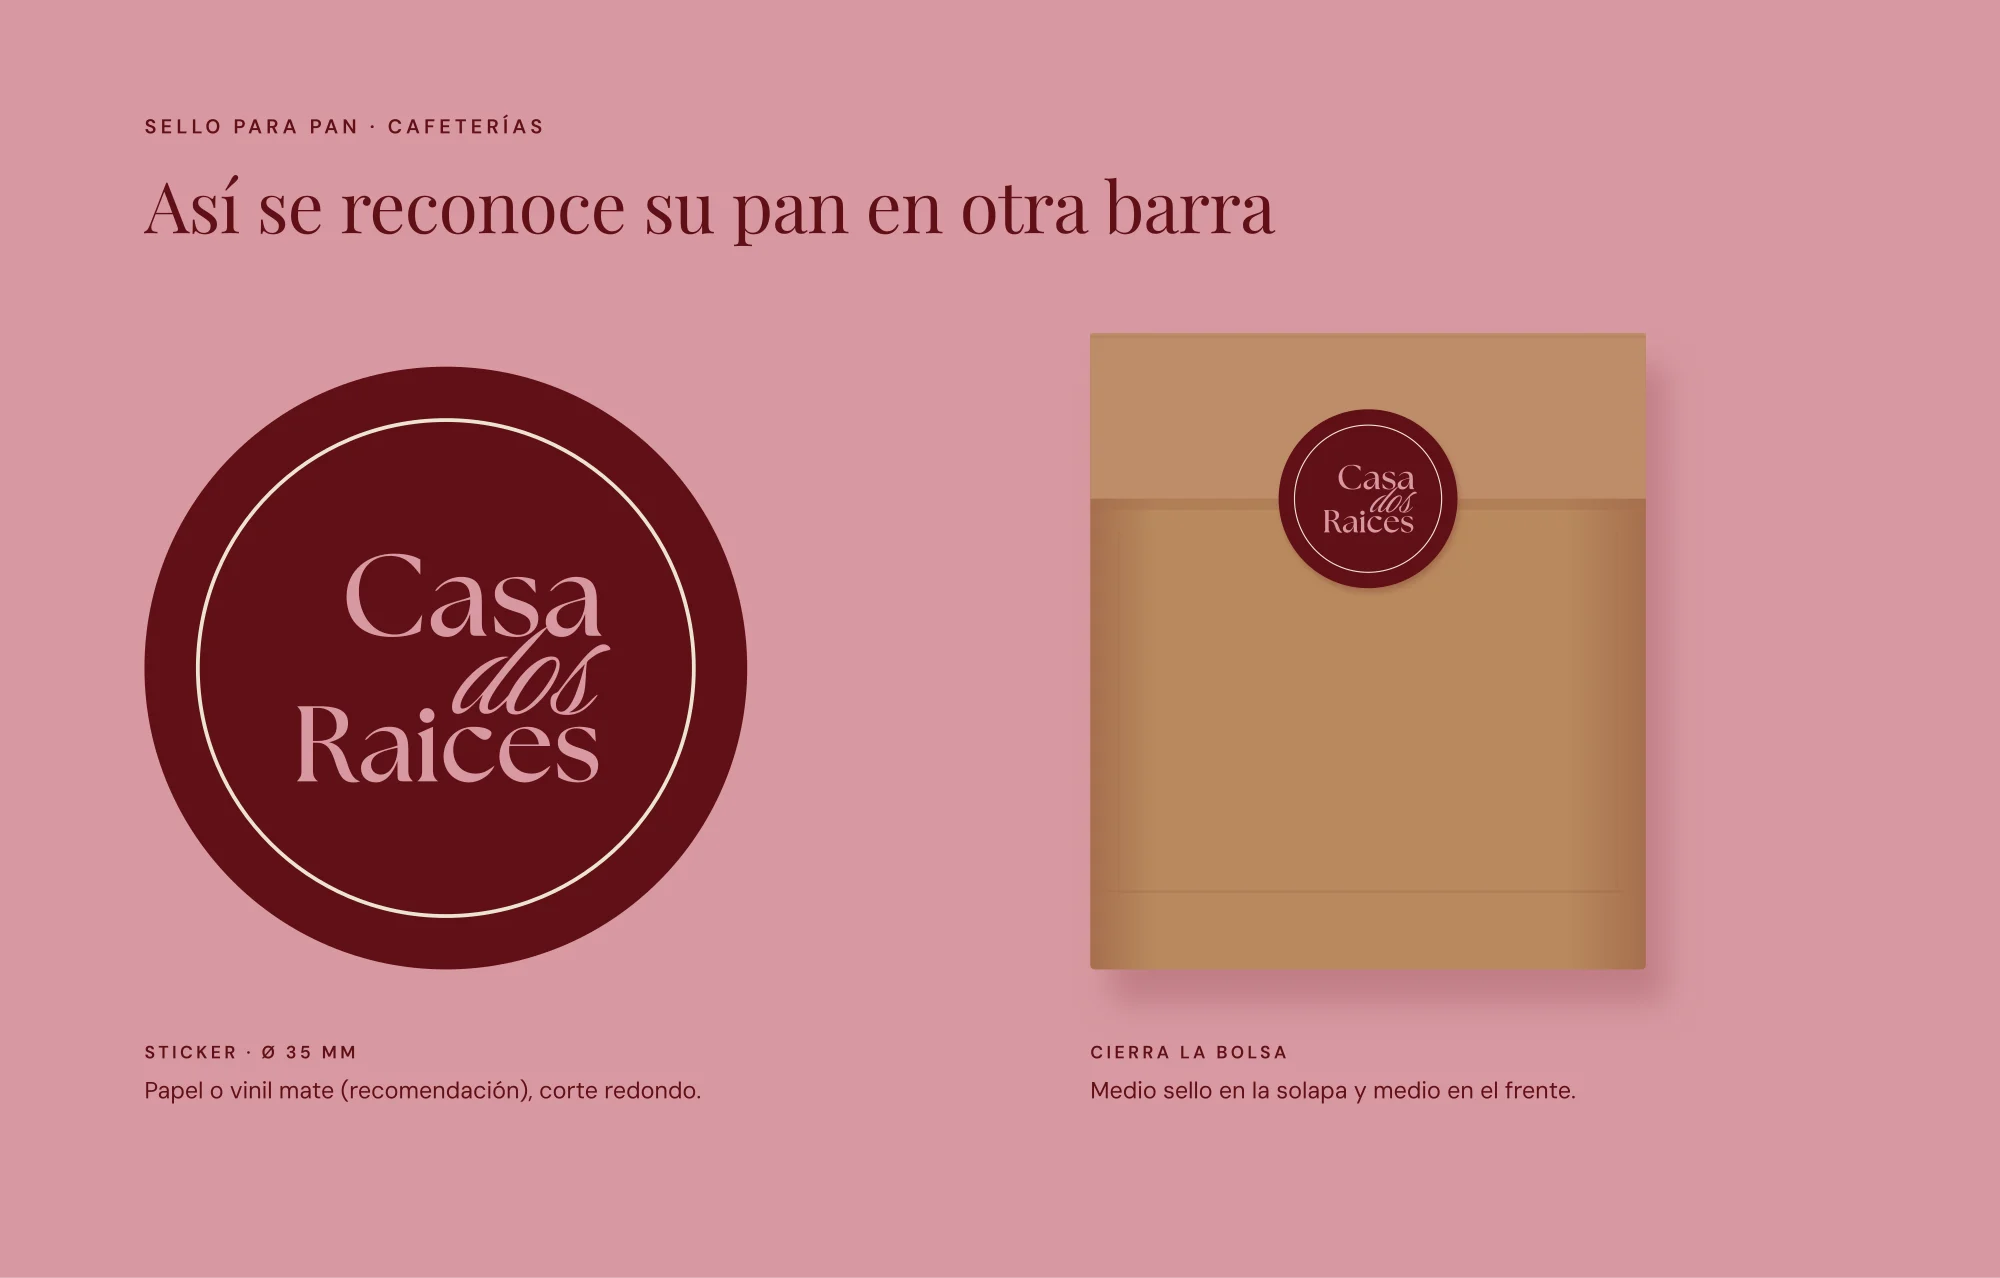 SELLO PARA PAN · CAFETERÍAS
Así se reconoce su pan en otra barra
Casa
dos
Raices
Casa
dos
Raices
STICKER · Ø 35 MM
Papel o vinil mate (recomendación), corte redondo.
CIERRA LA BOLSA
Medio sello en la solapa y medio en el frente.